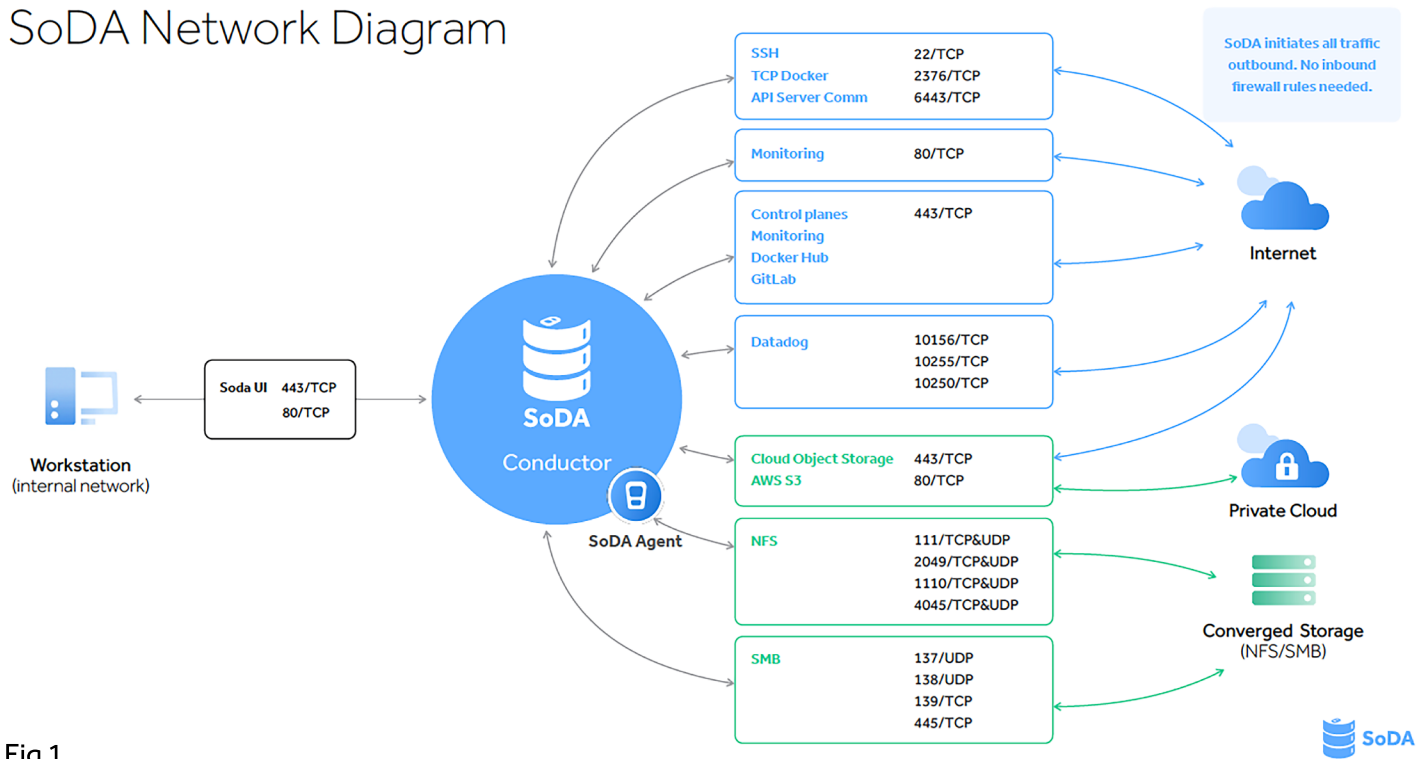 SoDA Network Diagram
SoDA initiates all traffic
outbound. No inbound
firewall rules needed.
SSH 22/TCP
TCP Docker 2376/TCP
API Server Comm 6443/TCP
Monitoring 80/TCP
Control planes 443/TCP
Monitoring
Docker Hub
GitLab
Internet
Datadog 10156/TCP
10255/TCP
10250/TCP
Soda UI 443/TCP
80/TCP
Workstation
(internal network)
SoDA
Conductor
SoDA Agent
Cloud Object Storage 443/TCP
AWS S3 80/TCP
Private Cloud
NFS 111/TCP&UDP
2049/TCP&UDP
1110/TCP&UDP
4045/TCP&UDP
Converged Storage
(NFS/SMB)
SMB 137/UDP
138/UDP
139/TCP
445/TCP
SoDA
Fig 1